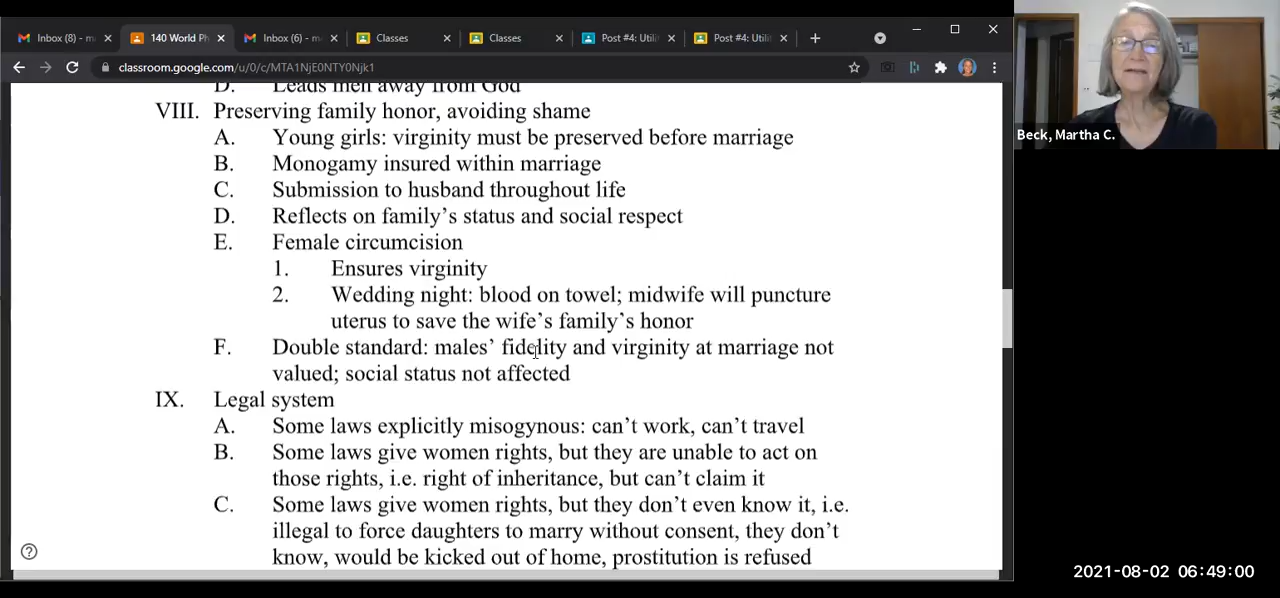 Inbox (8) - m
140 World Ph
Inbox (6) - m
Classes
Classes
Post #4: Utili
Post #4: Utili
classroom.google.com/u/0/c/MTA1NjE0NTY0Njk1
D. Leads men away from God
VIII. Preserving family honor, avoiding shame
A. Young girls: virginity must be preserved before marriage
B. Monogamy insured within marriage
C. Submission to husband throughout life
D. Reflects on family’s status and social respect
E. Female circumcision
1. Ensures virginity
2. Wedding night: blood on towel; midwife will puncture
uterus to save the wife’s family’s honor
F. Double standard: males’ fidelity and virginity at marriage not
valued; social status not affected
IX. Legal system
A. Some laws explicitly misogynous: can’t work, can’t travel
B. Some laws give women rights, but they are unable to act on
those rights, i.e. right of inheritance, but can’t claim it
C. Some laws give women rights, but they don’t even know it, i.e.
illegal to force daughters to marry without consent, they don’t
know, would be kicked out of home, prostitution is refused
Beck, Martha C.
2021-08-02 06:49:00